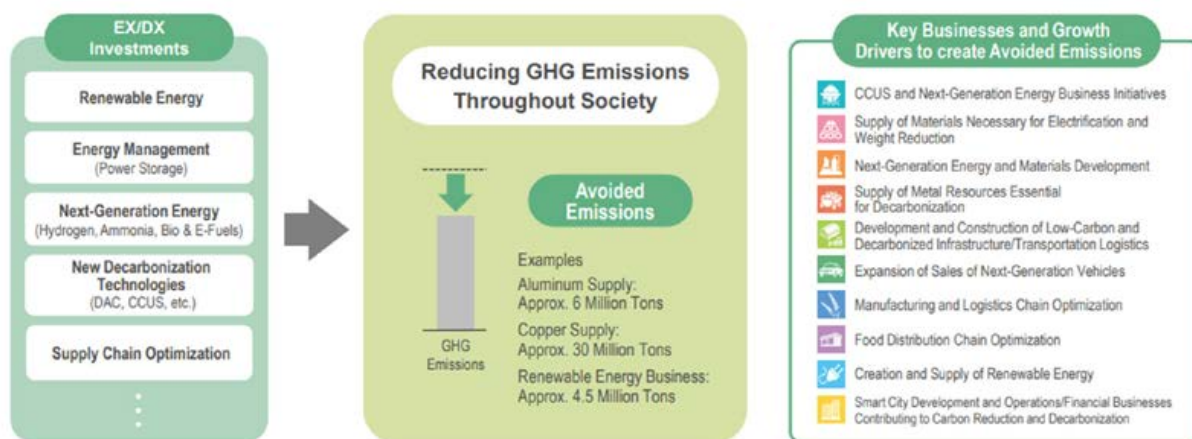 EX/DX
Investments
Renewable Energy
Energy Management
(Power Storage)
Next-Generation Energy
(Hydrogen, Ammonia, Bio & E-Fuels)
New Decarbonization
Technologies
(DAC, CCUS, etc.)
Supply Chain Optimization
Reducing GHG Emissions
Throughout Society
Avoided
Emissions
GHG
Emissions
Examples
Aluminum Supply:
Approx. 6 Million Tons
Copper Supply:
Approx. 30 Million Tons
Renewable Energy Business:
Approx. 4.5 Million Tons
Key Businesses and Growth
Drivers to create Avoided Emissions
CCUS and Next-Generation Energy Business Initiatives
Supply of Materials Necessary for Electrification and
Weight Reduction
Next-Generation Energy and Materials Development
Supply of Metal Resources Essential
for Decarbonization
Development and Construction of Low-Carbon and
Decarbonized Infrastructure/Transportation Logistics
Expansion of Sales of Next-Generation Vehicles
Manufacturing and Logistics Chain Optimization
Food Distribution Chain Optimization
Creation and Supply of Renewable Energy
Smart City Development and Operations/Financial Businesses
Contributing to Carbon Reduction and Decarbonization